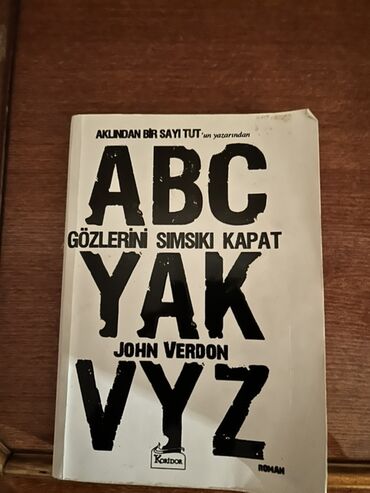 AKLINDAN BİR SAYI TUT'un yazarından
ABC
GÖZLERİNİ SIMSIKI KAPAT
YAK
JOHN VERDON
VYZ
KORİDOR
ROMAN